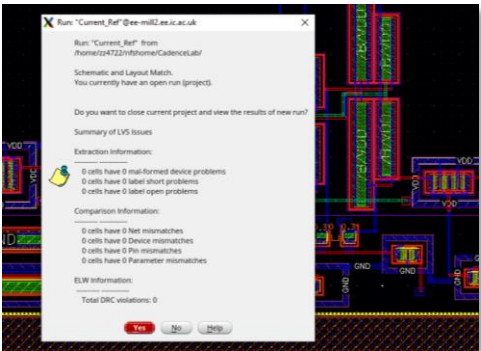 Run: "Current_Ref"@ee-mill2.ee.ic.ac.uk
Run: "Current_Ref" from
/home/zz4722/nfshome/CadenceLab/
Schematic and Layout Match.
You currently have an open run (project).
Do you want to close current project and view the results of new run?
Summary of LVS Issues
Extraction Information:
0 cells have 0 mal-formed device problems
0 cells have 0 label short problems
0 cells have 0 label open problems
Comparison Information:
0 cells have 0 Net mismatches
0 cells have 0 Device mismatches
0 cells have 0 Pin mismatches
0 cells have 0 Parameter mismatches
ELW Information:
Total DRC violations: 0
Yes No Help
VDD
VDD
VDD
VDD
VDD
GND
GND
GND